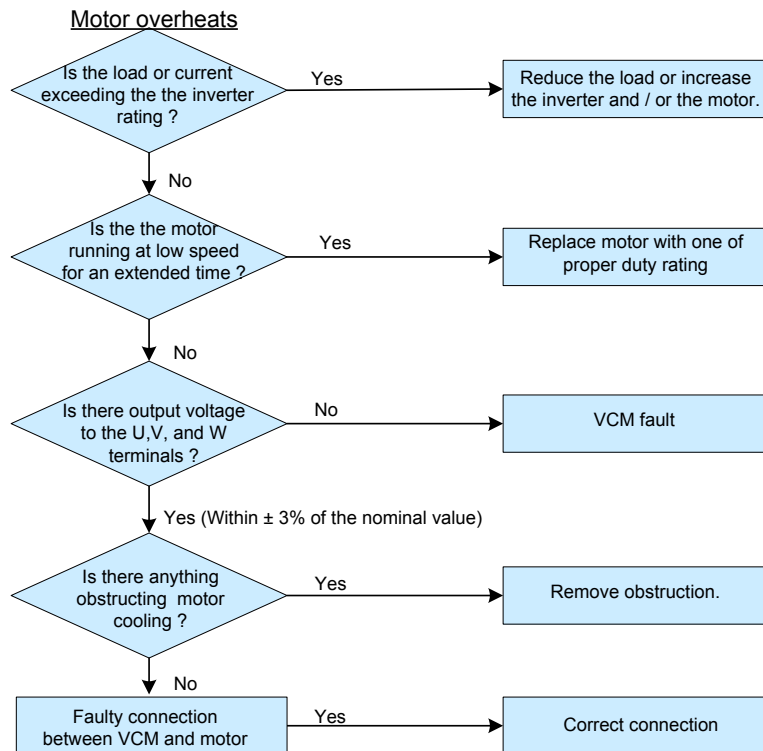 Motor overheats
Is the load or current
exceeding the the inverter
rating ?
Yes
Reduce the load or increase
the inverter and / or the motor.
No
Is the the motor
running at low speed
for an extended time ?
Yes
Replace motor with one of
proper duty rating
No
Is there output voltage
to the U,V, and W
terminals ?
No
VCM fault
Yes (Within ± 3% of the nominal value)
Is there anything
obstructing motor
cooling ?
Yes
Remove obstruction.
No
Faulty connection
between VCM and motor
Yes
Correct connection